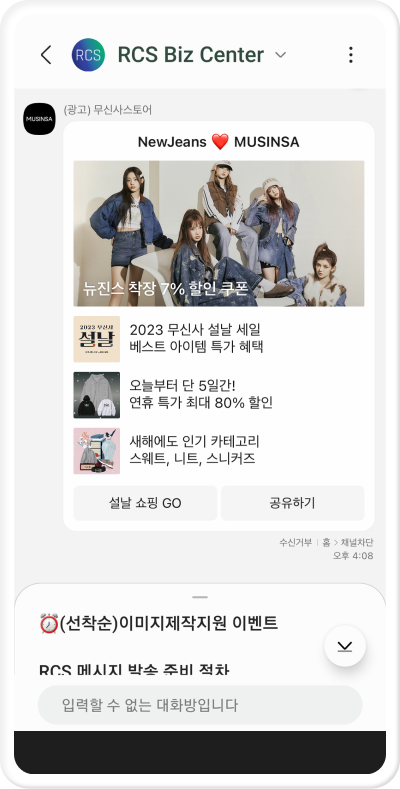 RCS
RCS Biz Center
MUSINSA
(광고) 무신사스토어
NewJeans ❤️ MUSINSA
뉴진스 착장 7% 할인 쿠폰
2023 무신사
설날
2023 무신사 설날 세일
베스트 아이템 특가 혜택
오늘부터 단 5일간!
연휴 특가 최대 80% 할인
새해에도 인기 카테고리
스웨트, 니트, 스니커즈
설날 쇼핑 GO
공유하기
수신거부 | 홈 > 채널차단
오후 4:08
⏰(선착순)이미지제작지원 이벤트
RCS 메시지 발송 준비 절차
입력할 수 없는 대화방입니다